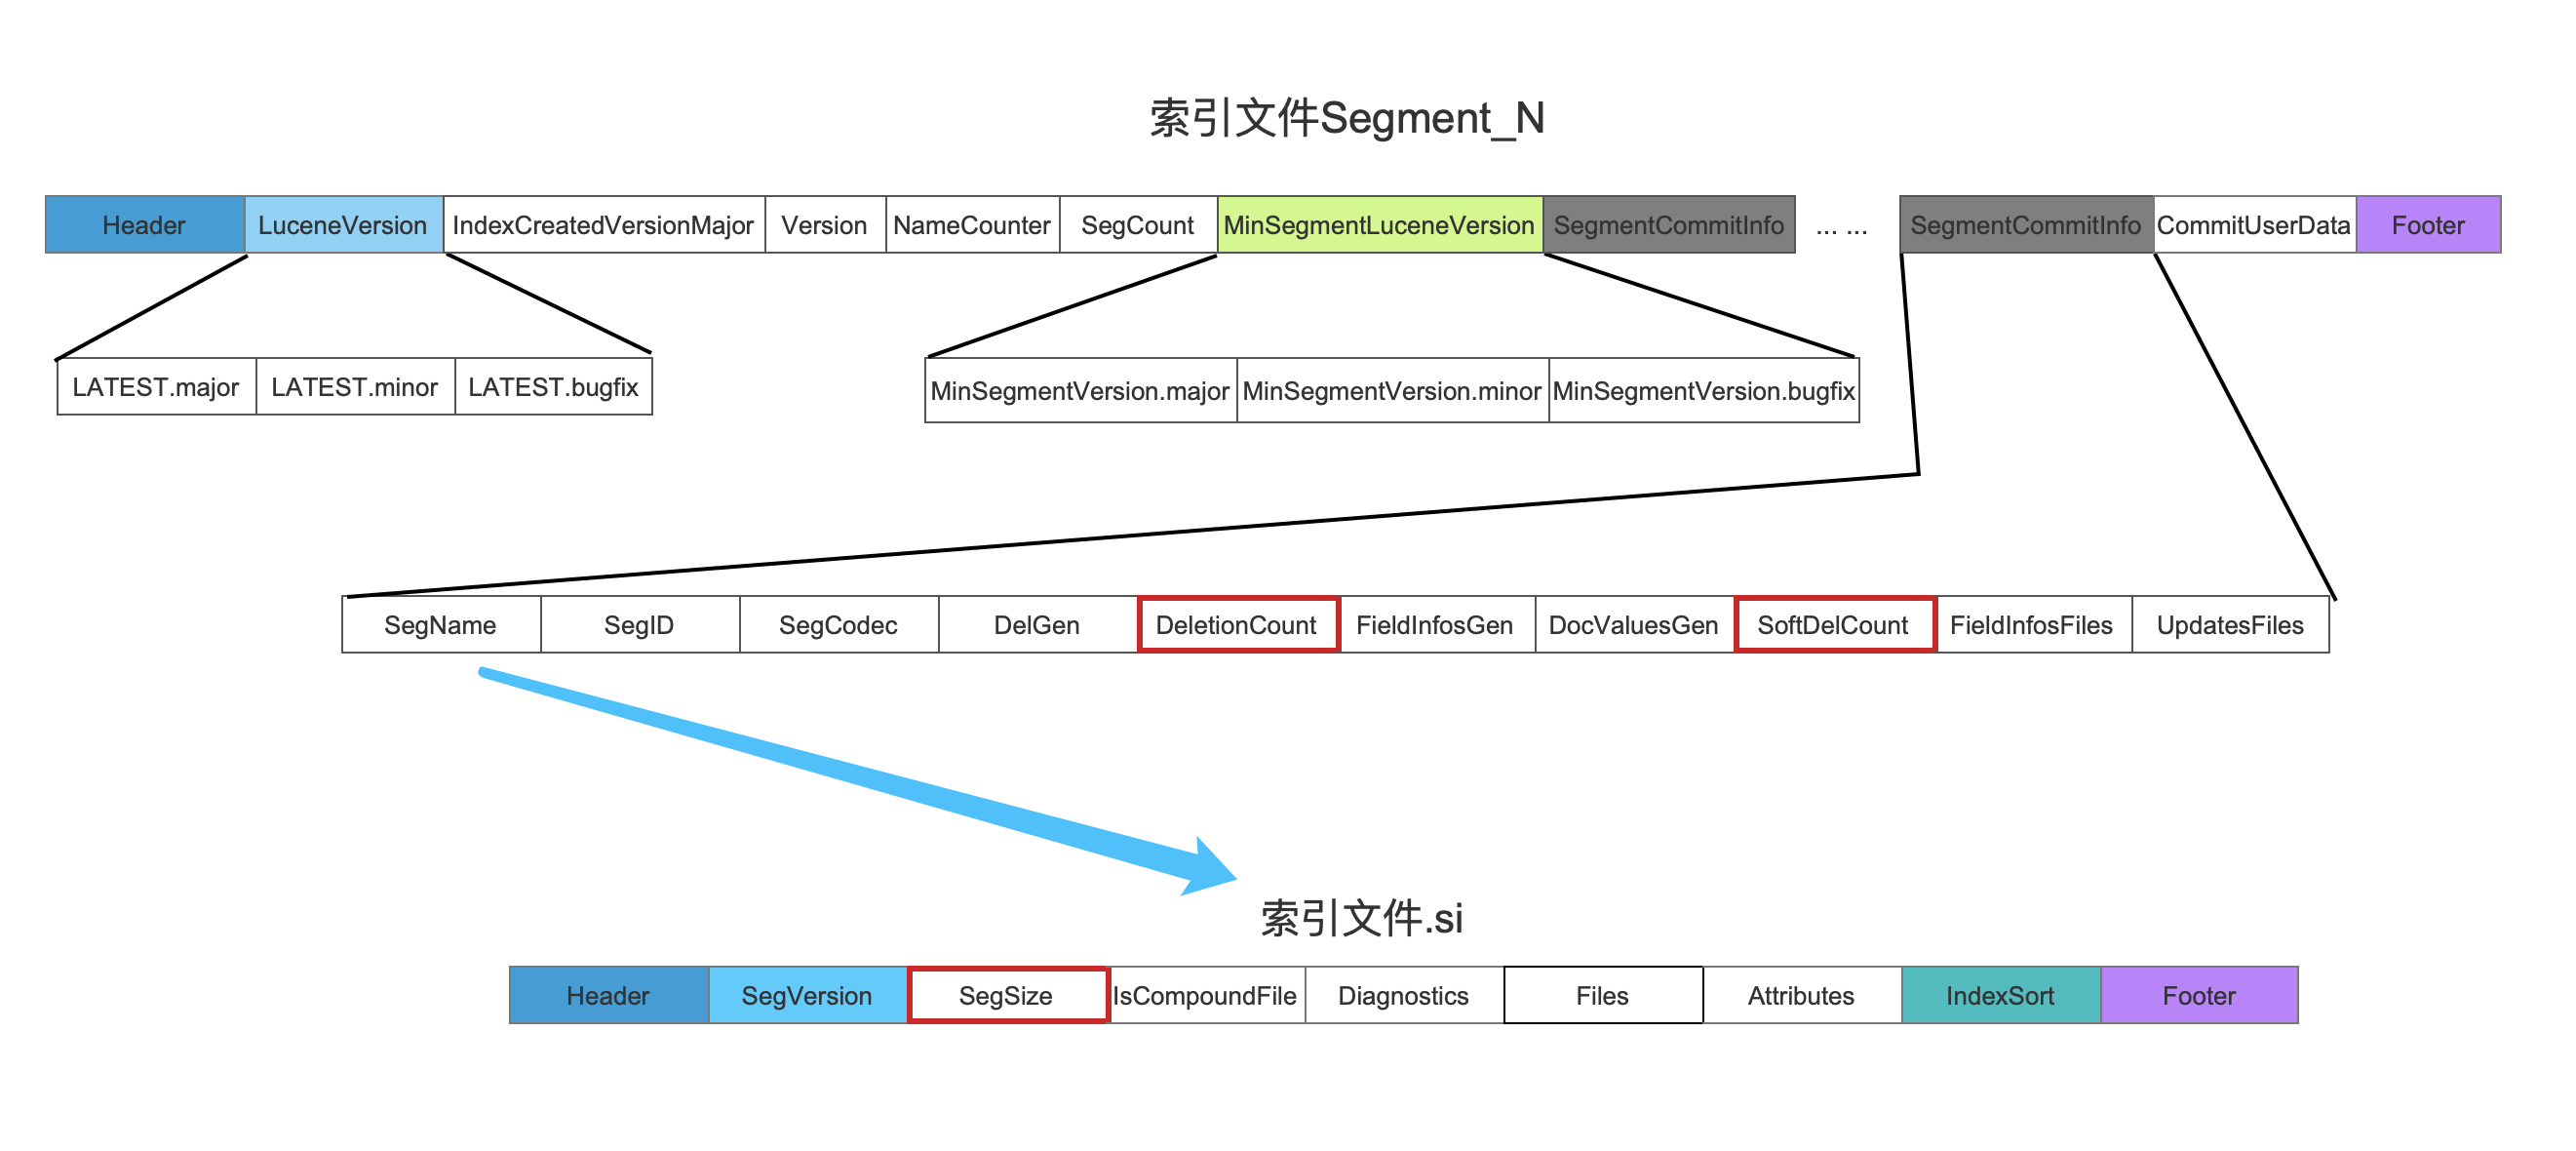 索引文件Segment_N
Header LuceneVersion IndexCreatedVersionMajor Version NameCounter SegCount MinSegmentLuceneVersion SegmentCommitInfo ... ... SegmentCommitInfo CommitUserData Footer
LATEST.major LATEST.minor LATEST.bugfix
MinSegmentVersion.major MinSegmentVersion.minor MinSegmentVersion.bugfix
SegName SegID SegCodec DelGen DeletionCount FieldInfosGen DocValuesGen SoftDelCount FieldInfosFiles UpdatesFiles
索引文件.si
Header SegVersion SegSize IsCompoundFile Diagnostics Files Attributes IndexSort Footer